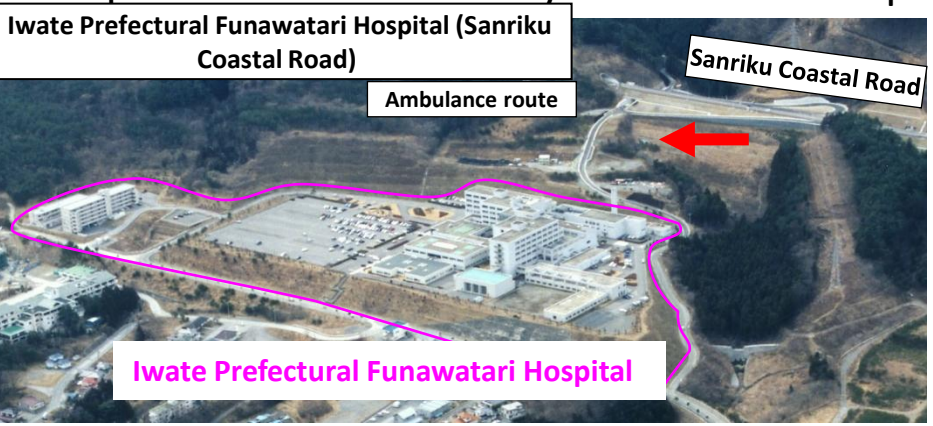 Iwate Prefectural Funawatari Hospital (Sanriku
Coastal Road)
Sanriku Coastal Road
Ambulance route
Iwate Prefectural Funawatari Hospital